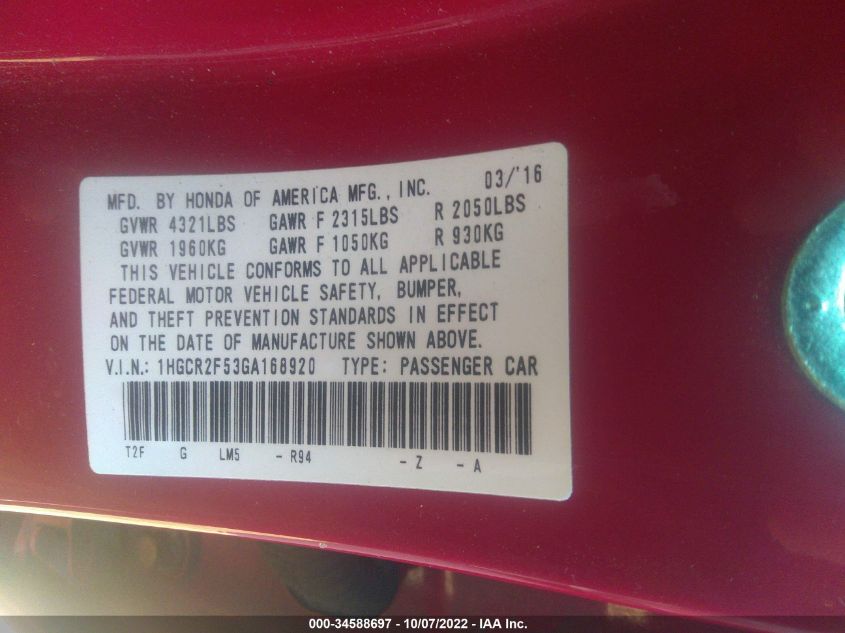 MFD. BY HONDA OF AMERICA MFG., INC. 03/'16
GVWR 4321LBS GAWR F 2315LBS R 2050LBS
GVWR 1960KG GAWR F 1050KG R 930KG
THIS VEHICLE CONFORMS TO ALL APPLICABLE
FEDERAL MOTOR VEHICLE SAFETY, BUMPER,
AND THEFT PREVENTION STANDARDS IN EFFECT
ON THE DATE OF MANUFACTURE SHOWN ABOVE.
V.I.N.: 1HGCR2F53GA168920 TYPE: PASSENGER CAR
T2F G LM5 - R94 - Z - A
000-34588697 - 10/07/2022 - IAA Inc.